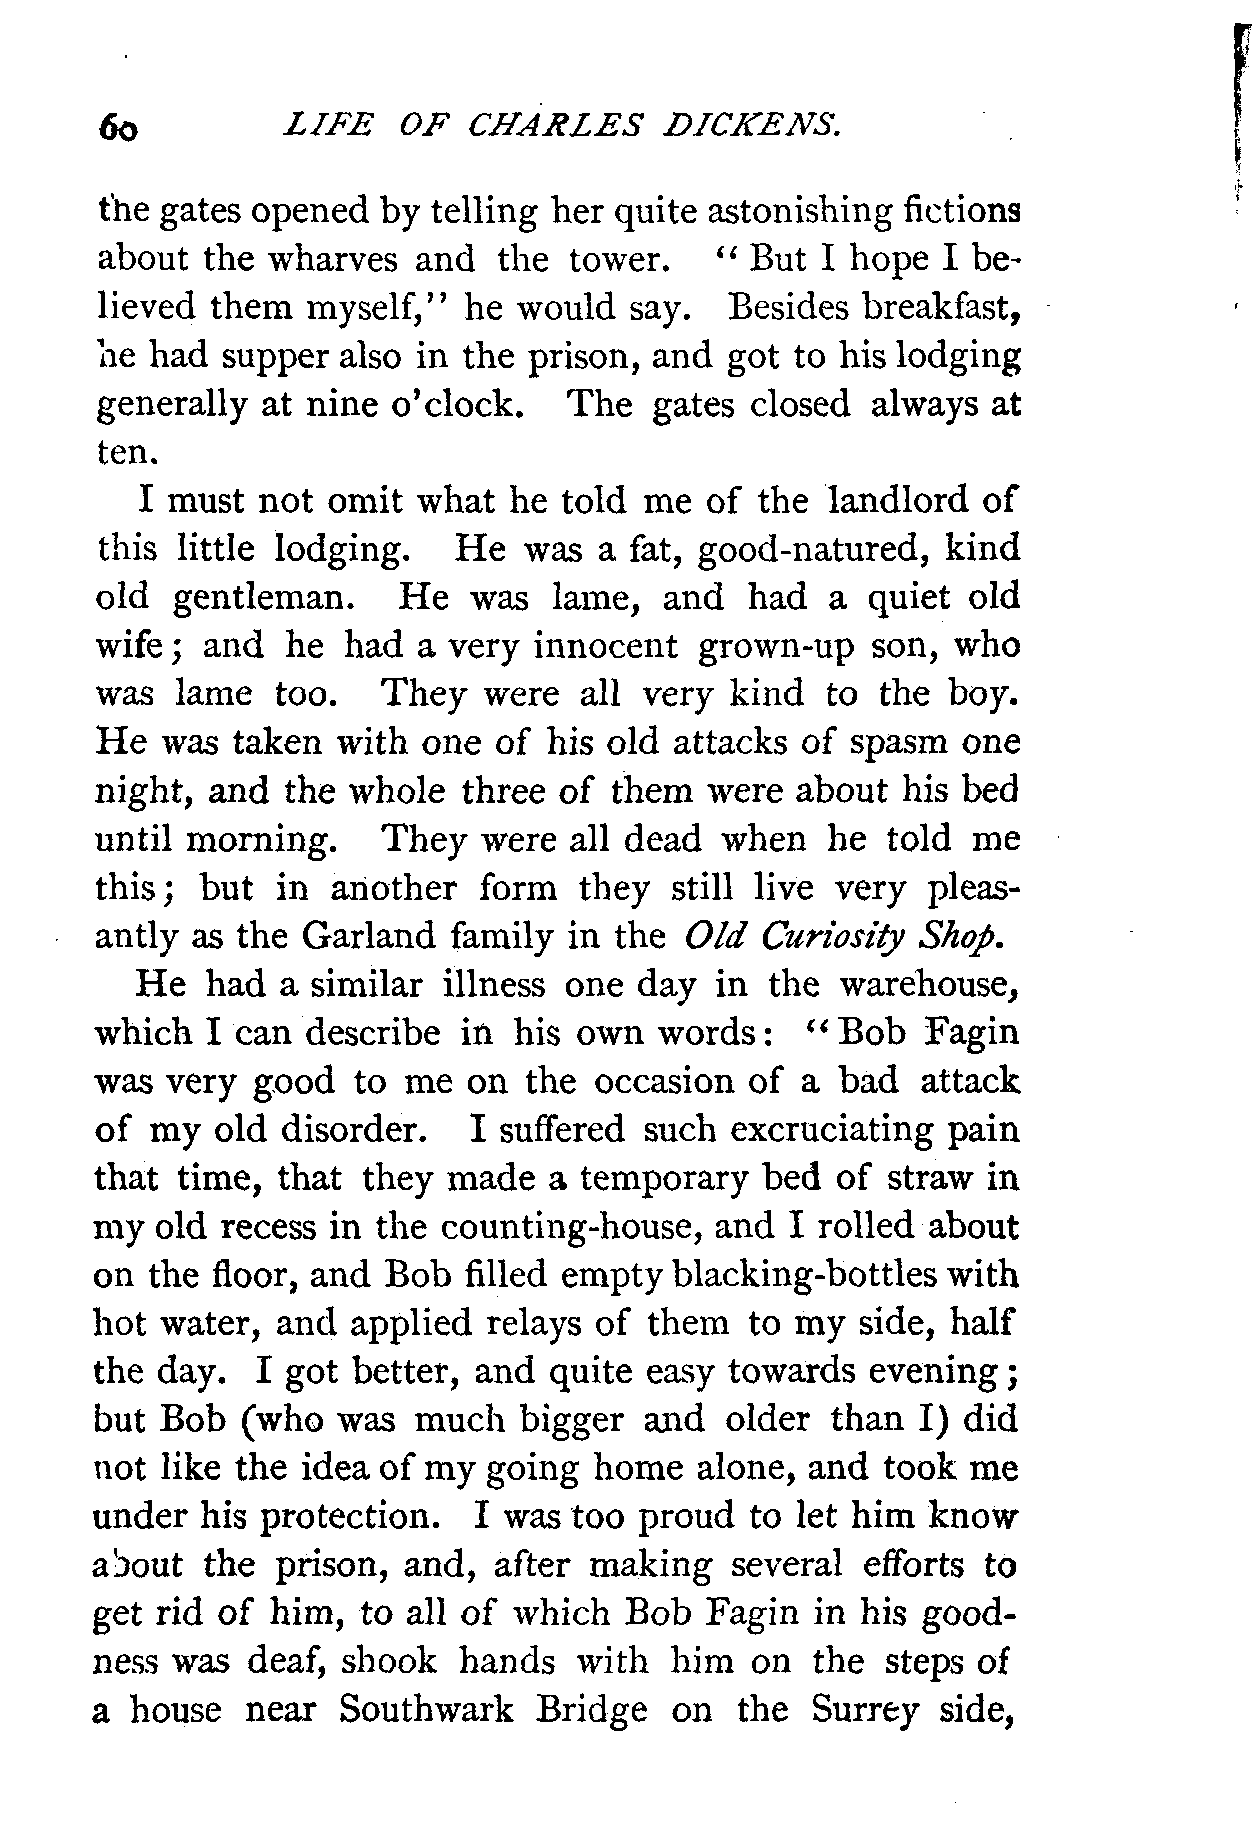 60 LIFE OF CHARLES DICKENS.
the gates opened by telling her quite astonishing fictions
about the wharves and the tower. “ But I hope I be-
lieved them myself,” he would say. Besides breakfast,
he had supper also in the prison, and got to his lodging
generally at nine o’clock. The gates closed always at
ten.
I must not omit what he told me of the landlord of
this little lodging. He was a fat, good-natured, kind
old gentleman. He was lame, and had a quiet old
wife ; and he had a very innocent grown-up son, who
was lame too. They were all very kind to the boy.
He was taken with one of his old attacks of spasm one
night, and the whole three of them were about his bed
until morning. They were all dead when he told me
this ; but in another form they still live very pleas-
antly as the Garland family in the Old Curiosity Shop.
He had a similar illness one day in the warehouse,
which I can describe in his own words : “ Bob Fagin
was very good to me on the occasion of a bad attack
of my old disorder. I suffered such excruciating pain
that time, that they made a temporary bed of straw in
my old recess in the counting-house, and I rolled about
on the floor, and Bob filled empty blacking-bottles with
hot water, and applied relays of them to my side, half
the day. I got better, and quite easy towards evening ;
but Bob (who was much bigger and older than I) did
not like the idea of my going home alone, and took me
under his protection. I was too proud to let him know
about the prison, and, after making several efforts to
get rid of him, to all of which Bob Fagin in his good-
ness was deaf, shook hands with him on the steps of
a house near Southwark Bridge on the Surrey side,